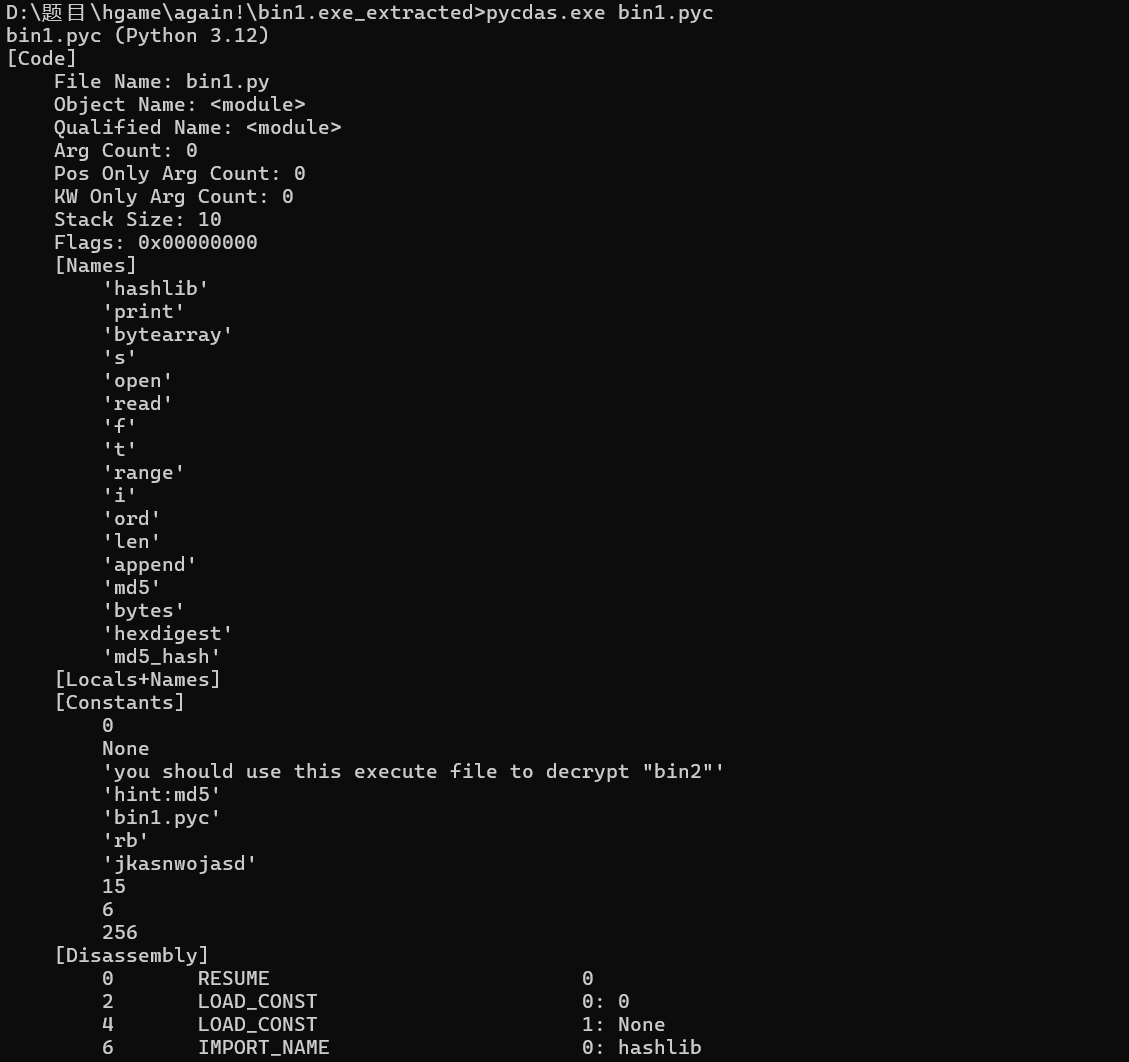 D:\题目\hgame\again!\bin1.exe_extracted>pycdas.exe bin1.pyc
bin1.pyc (Python 3.12)
[Code]
    File Name: bin1.py
    Object Name: <module>
    Qualified Name: <module>
    Arg Count: 0
    Pos Only Arg Count: 0
    KW Only Arg Count: 0
    Stack Size: 10
    Flags: 0x00000000
    [Names]
        'hashlib'
        'print'
        'bytearray'
        's'
        'open'
        'read'
        'f'
        't'
        'range'
        'i'
        'ord'
        'len'
        'append'
        'md5'
        'bytes'
        'hexdigest'
        'md5_hash'
    [Locals+Names]
    [Constants]
        0
        None
        'you should use this execute file to decrypt "bin2"'
        'hint:md5'
        'bin1.pyc'
        'rb'
        'jkasnwojasd'
        15
        6
        256
    [Disassembly]
        0       RESUME                          0
        2       LOAD_CONST                      0: 0
        4       LOAD_CONST                      1: None
        6       IMPORT_NAME                     0: hashlib